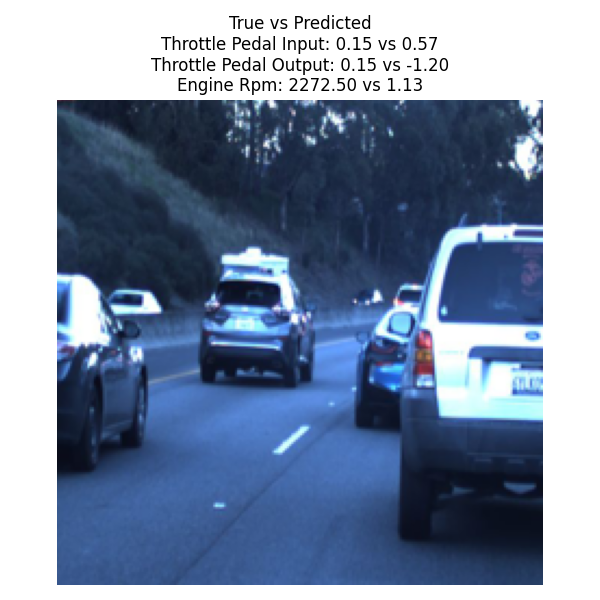 True vs Predicted
Throttle Pedal Input: 0.15 vs 0.57
Throttle Pedal Output: 0.15 vs -1.20
Engine Rpm: 2272.50 vs 1.13